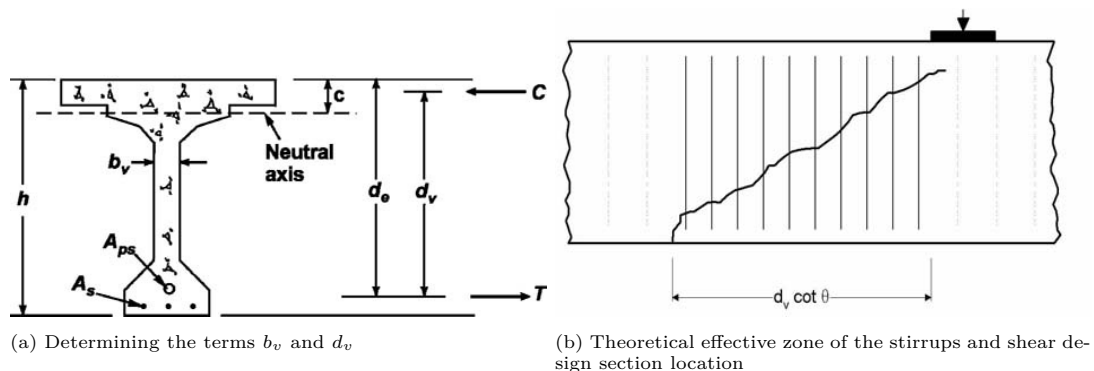 c
C
Neutral
axis
b_v
h
d_e
d_v
A_ps
A_s
T
d_v cot θ
(a) Determining the terms b_v and d_v
(b) Theoretical effective zone of the stirrups and shear de-
sign section location